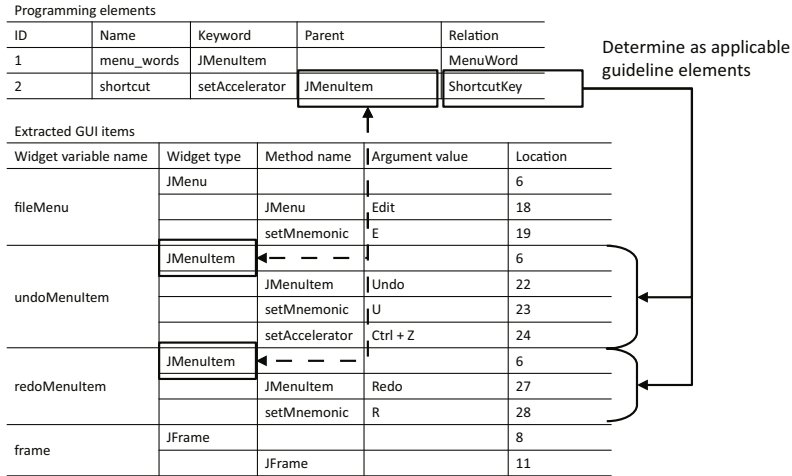 Programming elements
ID Name Keyword Parent Relation
1 menu_words JMenuItem MenuWord
2 shortcut setAccelerator JMenuItem ShortcutKey
Determine as applicable
guideline elements
Extracted GUI items
Widget variable name Widget type Method name Argument value Location
fileMenu JMenu 6
JMenu Edit 18
setMnemonic E 19
undoMenuItem JMenuItem 6
JMenuItem Undo 22
setMnemonic U 23
setAccelerator Ctrl + Z 24
redoMenuItem JMenuItem 6
JMenuItem Redo 27
setMnemonic R 28
frame JFrame 8
JFrame 11